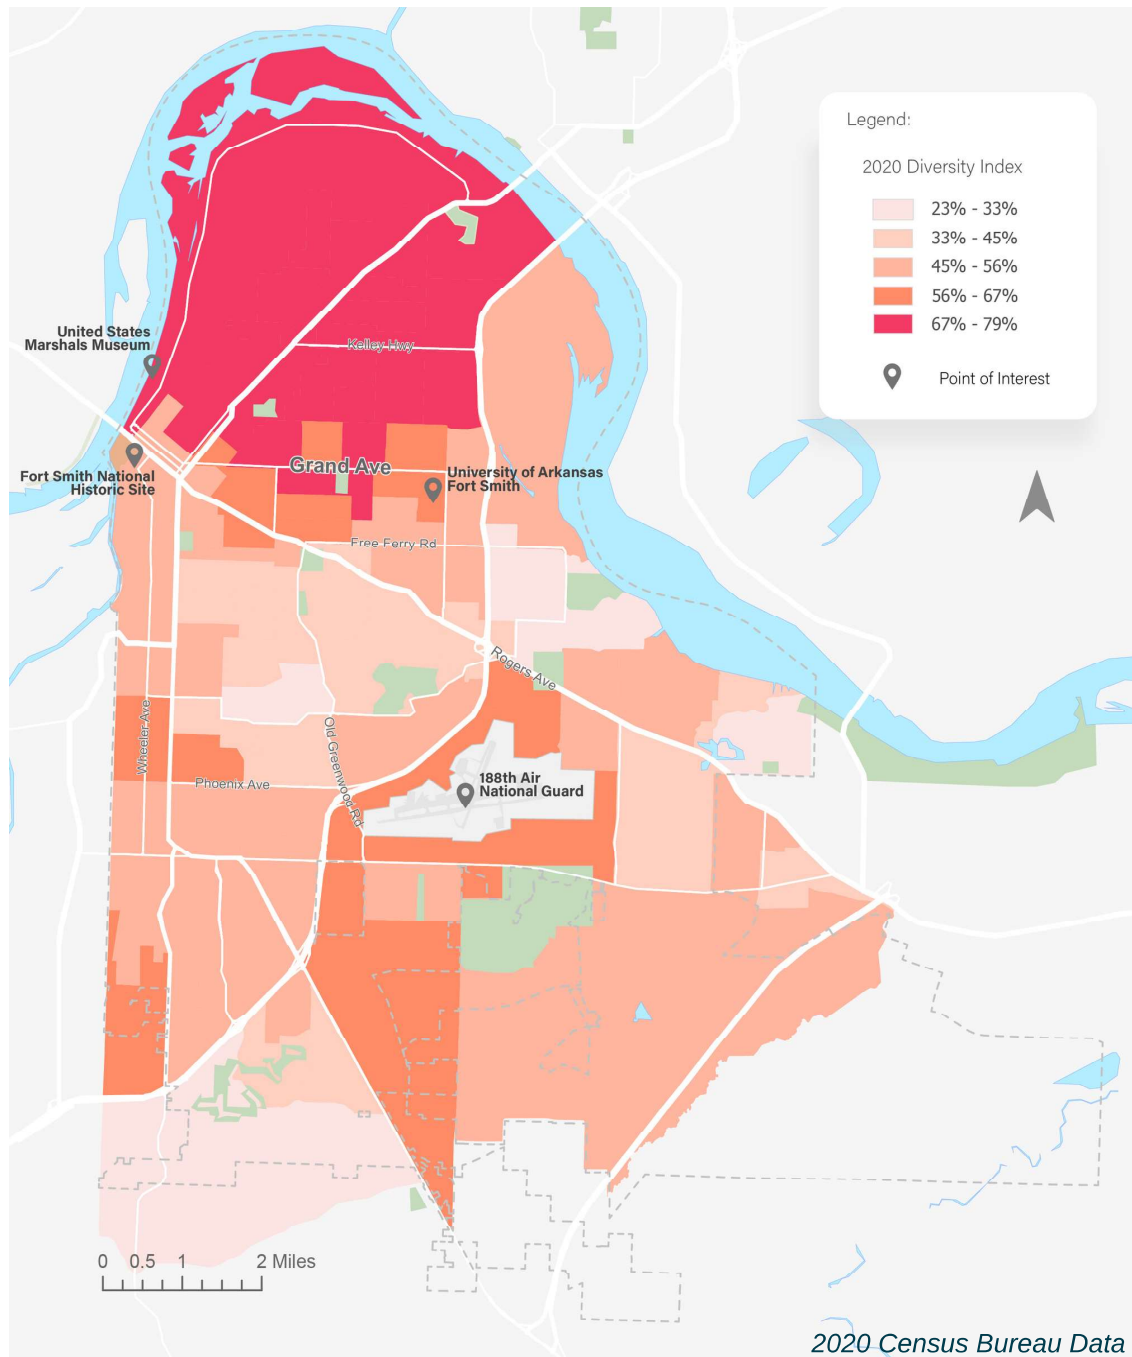 Legend:
2020 Diversity Index
23% - 33%
33% - 45%
45% - 56%
56% - 67%
67% - 79%
Point of Interest
United States
Marshals Museum
Kelley Hwy
Fort Smith National
Historic Site
Grand Ave
University of Arkansas
Fort Smith
Free Ferry Rd
Rogers Ave
Wheeler Ave
Old Greenwood Rd
Phoenix Ave
188th Air
National Guard
0 0.5 1 2 Miles
2020 Census Bureau Data